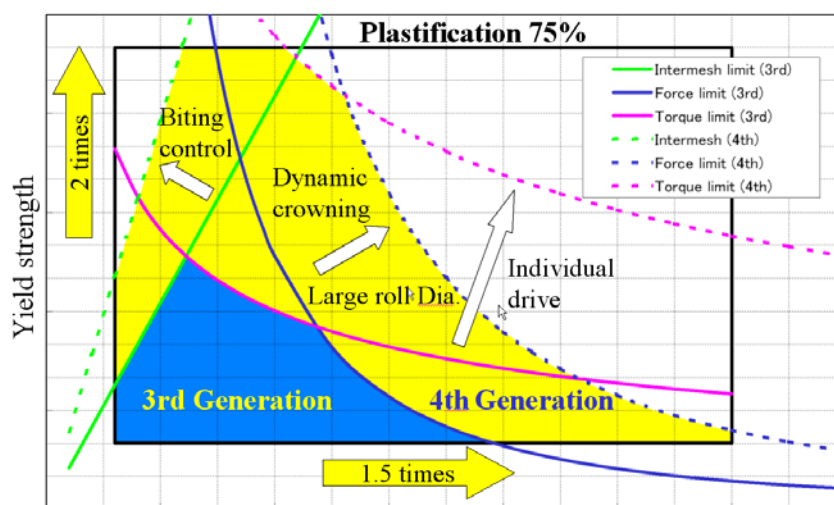 Plastification 75%
Intermesh limit (3rd)
Force limit (3rd)
Torque limit (3rd)
Intermesh (4th)
Force limit (4th)
Torque limit (4th)
2 times
Biting
control
Dynamic
crowning
Large roll Dia.
Individual
drive
Yield strength
3rd Generation
4th Generation
1.5 times